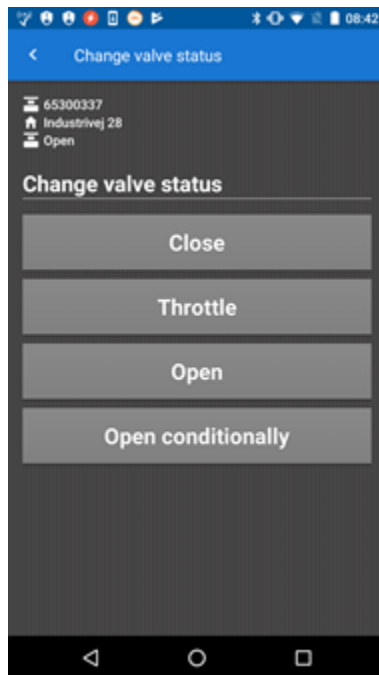 08:42
Change valve status
65300337
Industrivej 28
Open
Change valve status
Close
Throttle
Open
Open conditionally